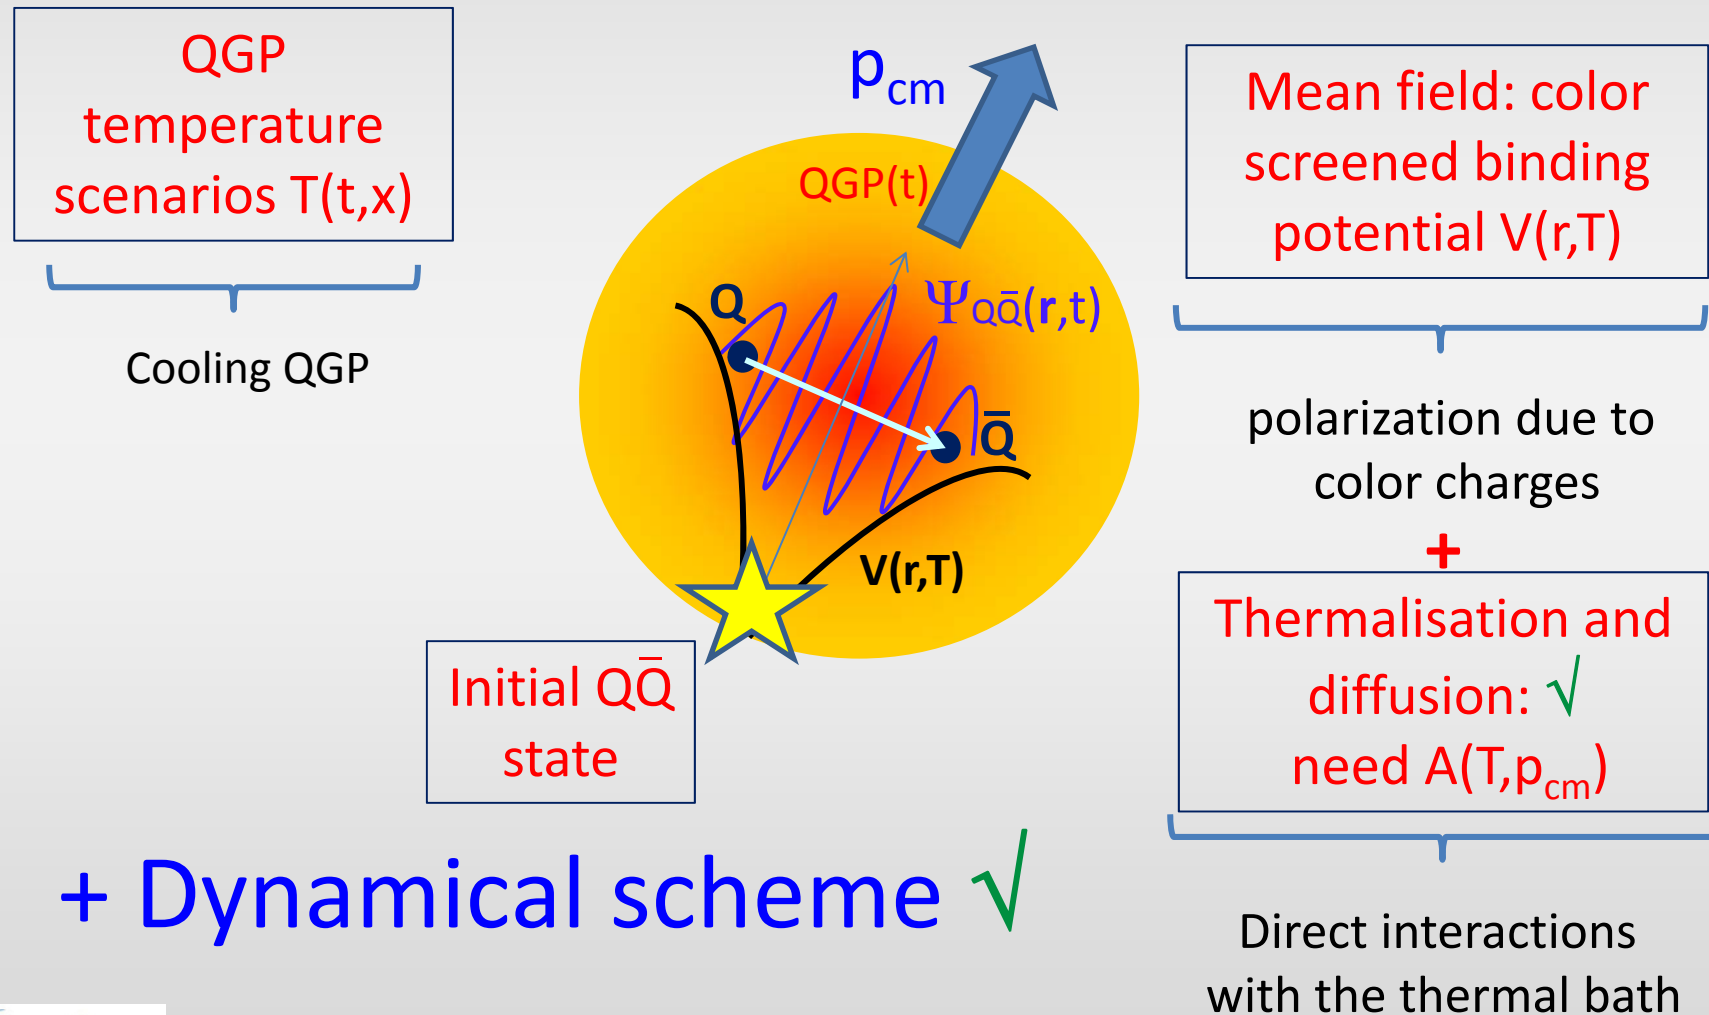 QGP
temperature
scenarios T(t,x)
Cooling QGP
p_cm
QGP(t)
Q
Ψ_QQ̄(r,t)
Q̄
V(r,T)
Initial QQ̄
state
Mean field: color
screened binding
potential V(r,T)
polarization due to
color charges
+
Thermalisation and
diffusion: √
need A(T,p_cm)
Direct interactions
with the thermal bath
+ Dynamical scheme √